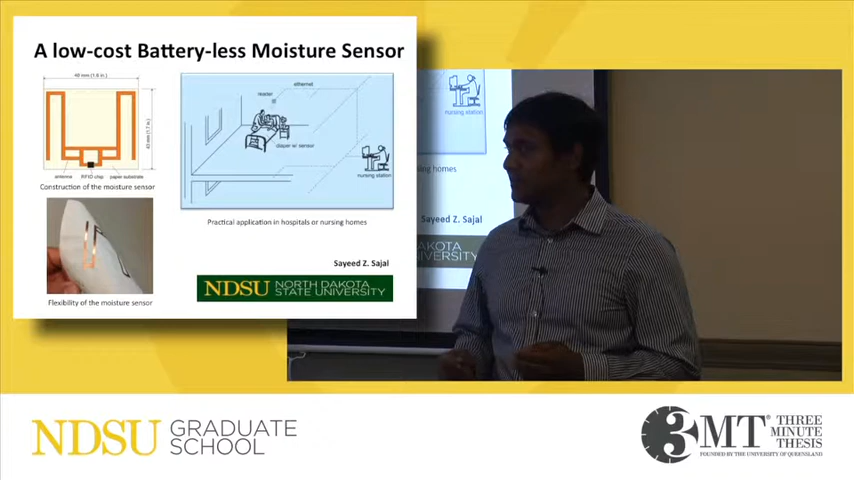 A low-cost Battery-less Moisture Sensor
40 mm (1.6 in.)
43 mm (1.7 in.)
antenna
RFID chip
paper substrate
Construction of the moisture sensor
Flexibility of the moisture sensor
ethernet
reader
diaper w/ sensor
nursing station
Practical application in hospitals or nursing homes
Sayeed Z. Sajal
NDSU
NORTH DAKOTA
STATE UNIVERSITY
nursing station
ing homes
Sayeed Z. Sajal
DAKOTA
UNIVERSITY
NDSU
GRADUATE
SCHOOL
3MT®
THREE
MINUTE
THESIS
FOUNDED BY THE UNIVERSITY OF QUEENSLAND